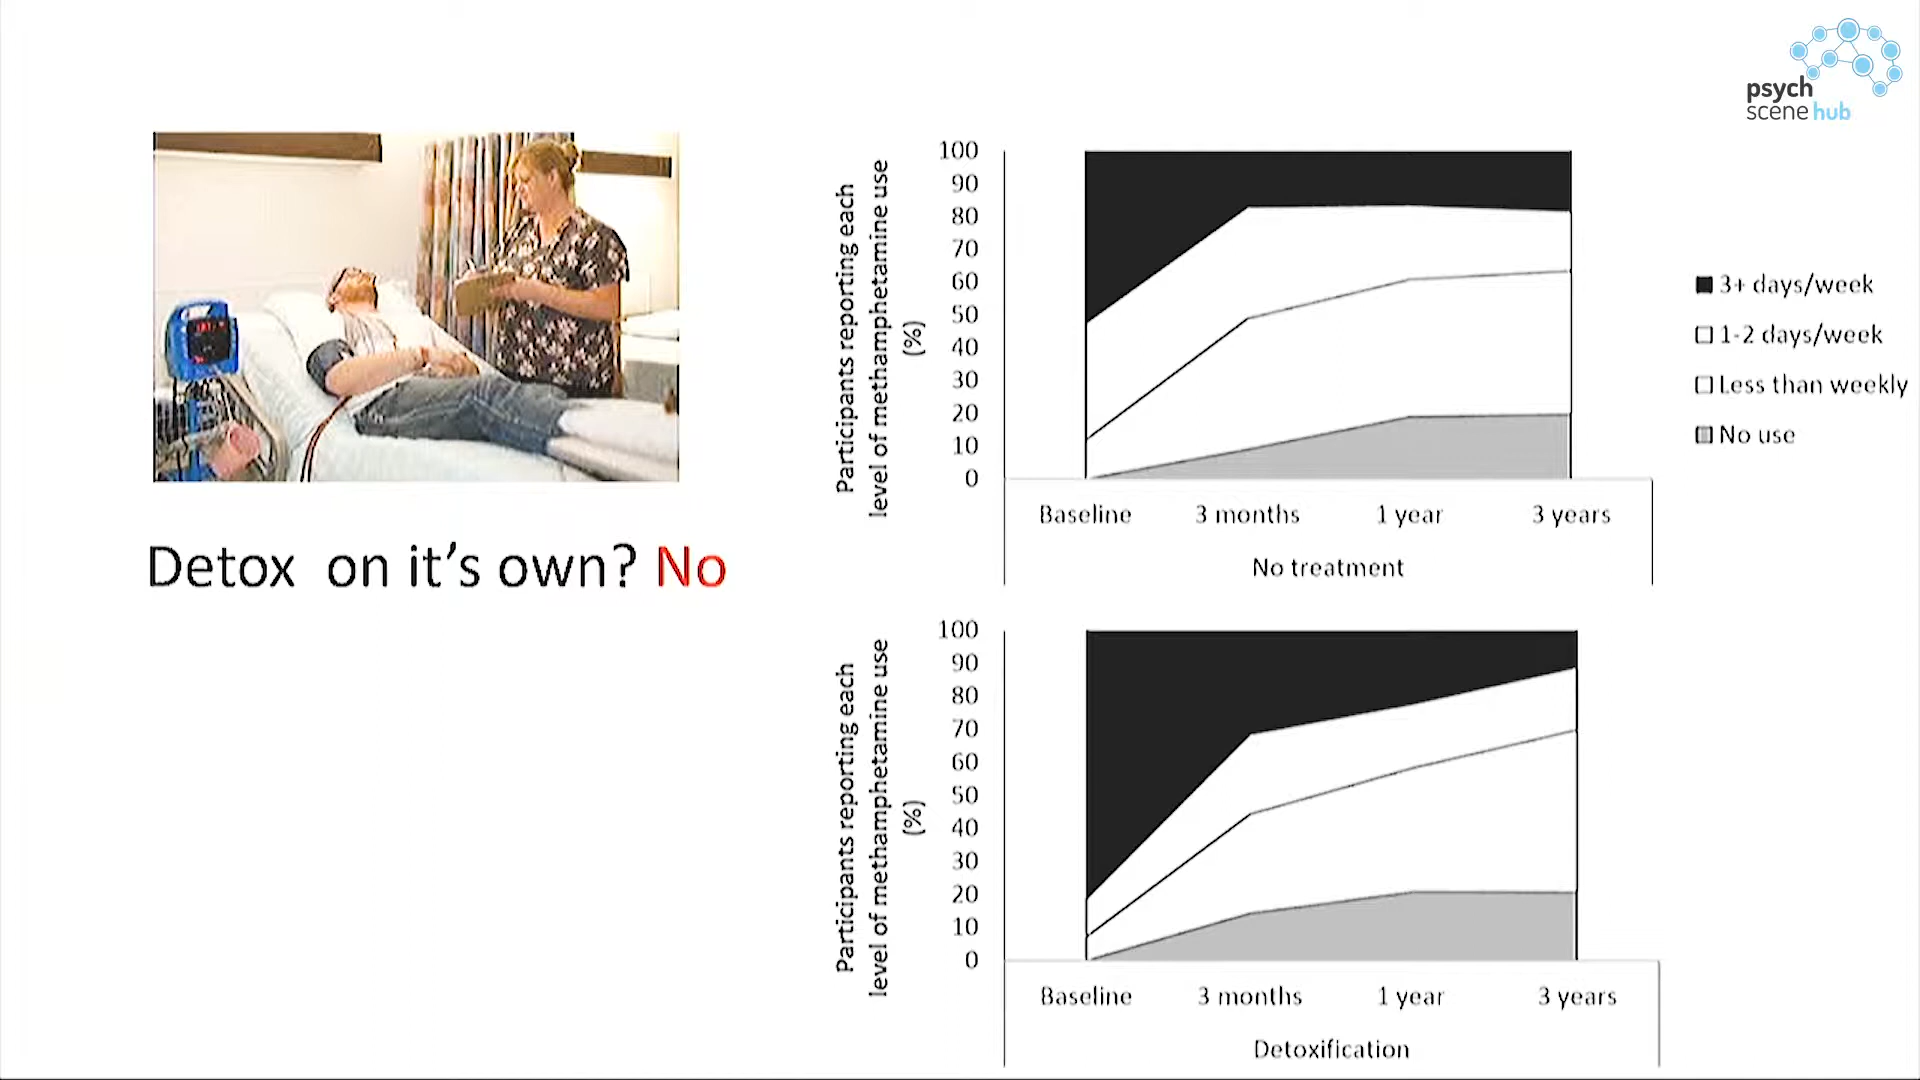 psych
scene hub
Detox  on it's own? No
Participants reporting each
level of methamphetamine use
(%)
100
90
80
70
60
50
40
30
20
10
0
Baseline
3 months
1 year
3 years
No treatment
3+ days/week
1-2 days/week
Less than weekly
No use
Participants reporting each
level of methamphetamine use
(%)
100
90
80
70
60
50
40
30
20
10
0
Baseline
3 months
1 year
3 years
Detoxification